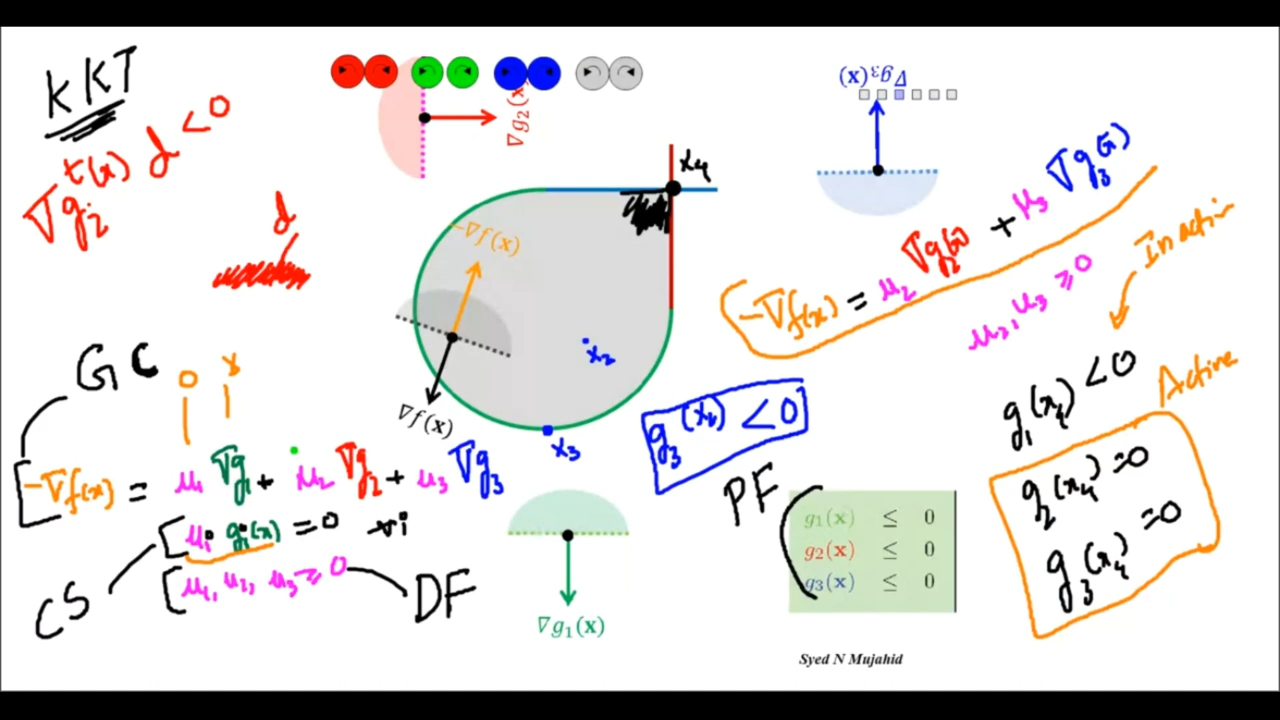 KKT
∇g₂ᵗ(x) d < 0
d
∇g₂(x
∇g₃(x)
x₄
-∇f(x)
∇f(x)
x₂
x₃
-∇f(x) = μ₂ ∇g₂(x) + μ₃ ∇g₃(x)
μ₂, μ₃ ≥ 0
Inactive
g₁(x₄) < 0
Active
g₂(x₄) = 0
g₃(x₄) = 0
g₃(x₂) < 0
GC
0
-∇f(x) = μ₁ ∇g₁ + μ₂ ∇g₂ + μ₃ ∇g₃
μᵢ gᵢ(x) = 0 ∀i
μ₁, μ₂, μ₃ ≥ 0
CS
DF
∇g₁(x)
PF
g₁(x) ≤ 0
g₂(x) ≤ 0
g₃(x) ≤ 0
Syed N Mujahid